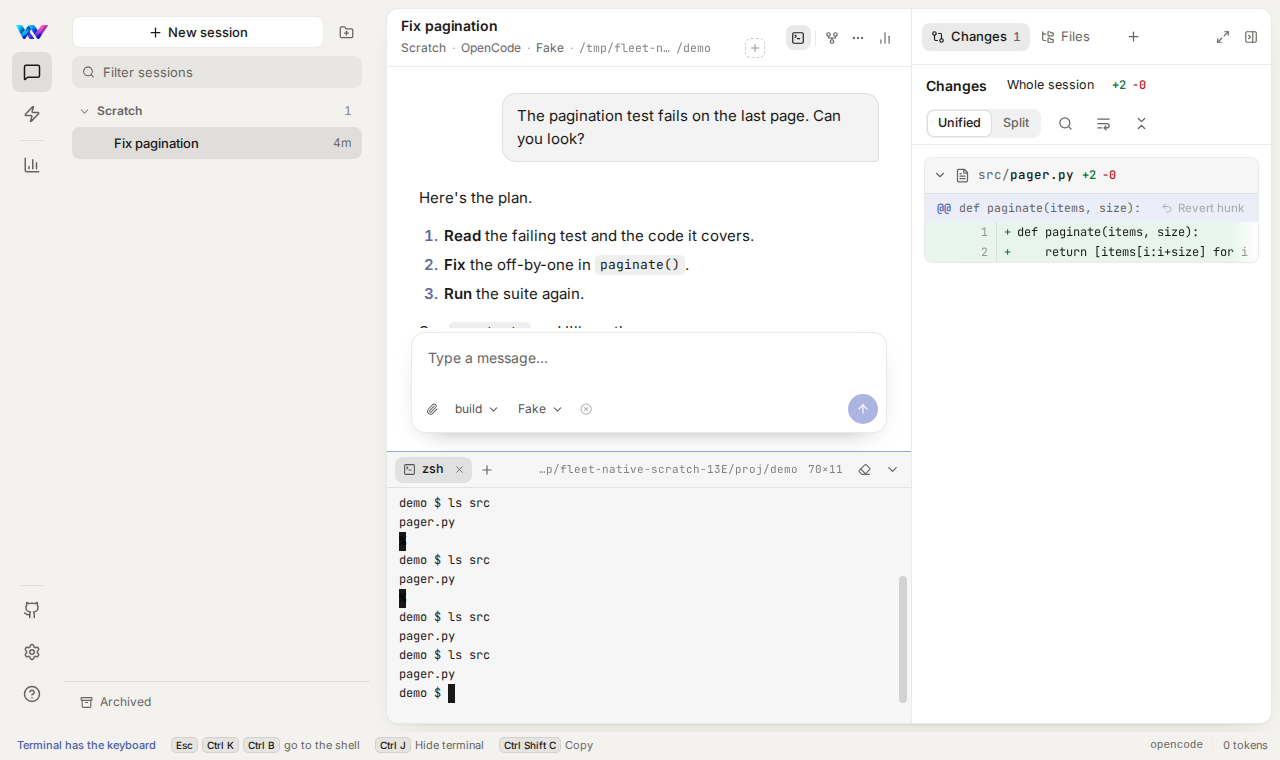 New session
Filter sessions
Scratch 1
Fix pagination 4m
Archived
Fix pagination
Scratch · OpenCode · Fake · /tmp/fleet-n… /demo
The pagination test fails on the last page. Can
you look?
Here's the plan.
1. Read the failing test and the code it covers.
2. Fix the off-by-one in paginate().
3. Run the suite again.
Type a message...
build Fake
zsh …p/fleet-native-scratch-13E/proj/demo 70×11
demo $ ls src
pager.py
demo $ ls src
pager.py
demo $ ls src
pager.py
demo $ ls src
pager.py
demo $
Changes 1 Files
Changes Whole session +2 -0
Unified Split
src/pager.py +2 -0
@@ def paginate(items, size): Revert hunk
1 + def paginate(items, size):
2 + return [items[i:i+size] for i
Terminal has the keyboard Esc Ctrl K Ctrl B go to the shell Ctrl J Hide terminal Ctrl Shift C Copy opencode 0 tokens